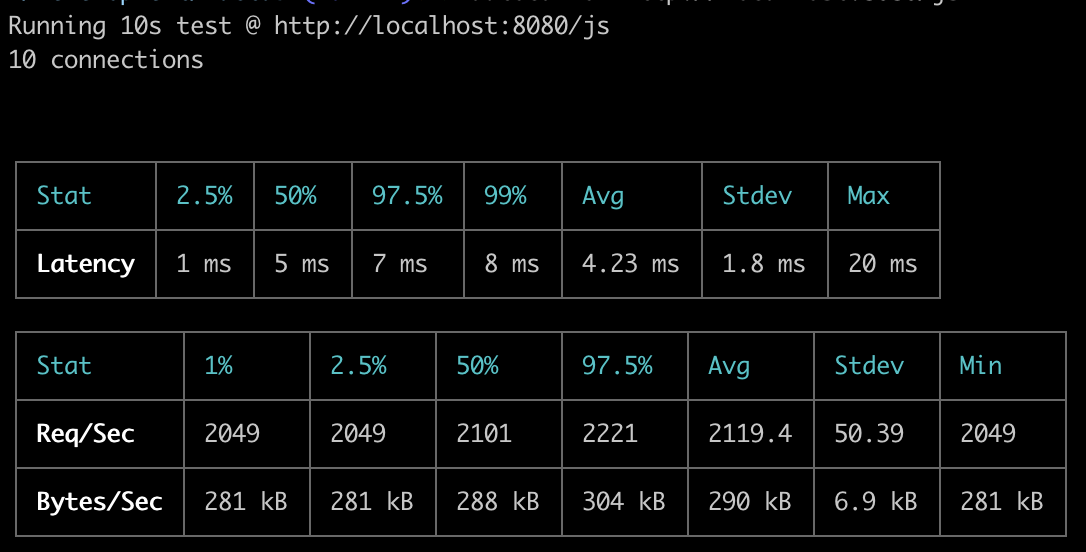 Running 10s test @ http://localhost:8080/js
10 connections
Stat 2.5% 50% 97.5% 99% Avg Stdev Max
Latency 1 ms 5 ms 7 ms 8 ms 4.23 ms 1.8 ms 20 ms
Stat 1% 2.5% 50% 97.5% Avg Stdev Min
Req/Sec 2049 2049 2101 2221 2119.4 50.39 2049
Bytes/Sec 281 kB 281 kB 288 kB 304 kB 290 kB 6.9 kB 281 kB